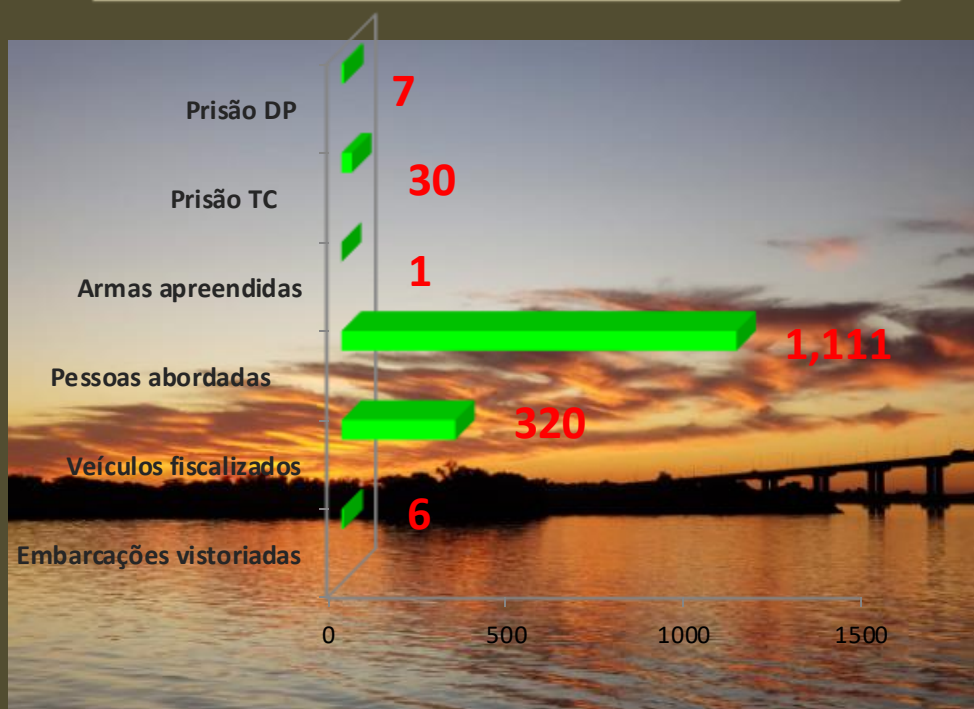 7
Prisão DP
30
Prisão TC
1
Armas apreendidas
1,111
Pessoas abordadas
320
Veículos fiscalizados
6
Embarcações vistoriadas
0 500 1000 1500